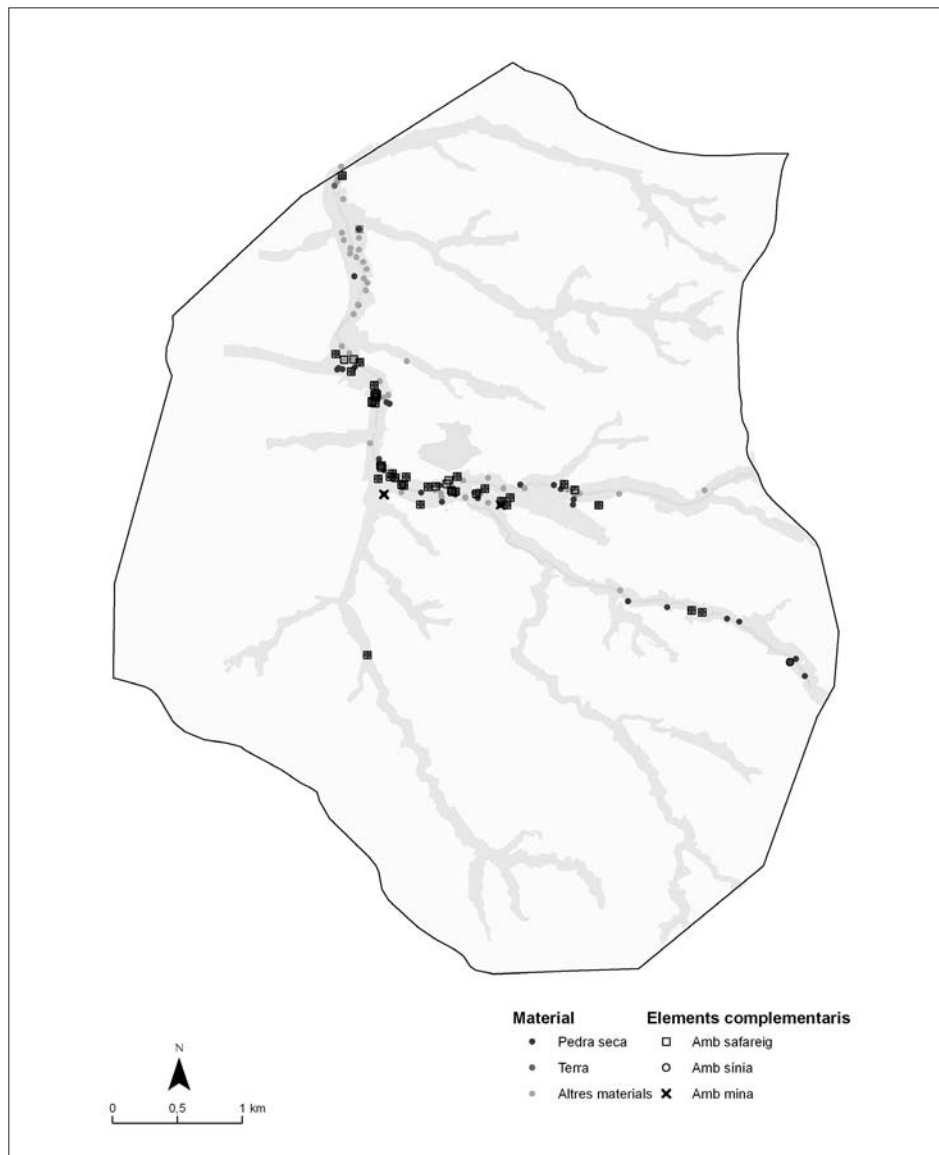 Material
Pedra seca
Terra
Altres materials
Elements complementaris
Amb safareig
Amb sínia
Amb mina
N
0 0,5 1 km